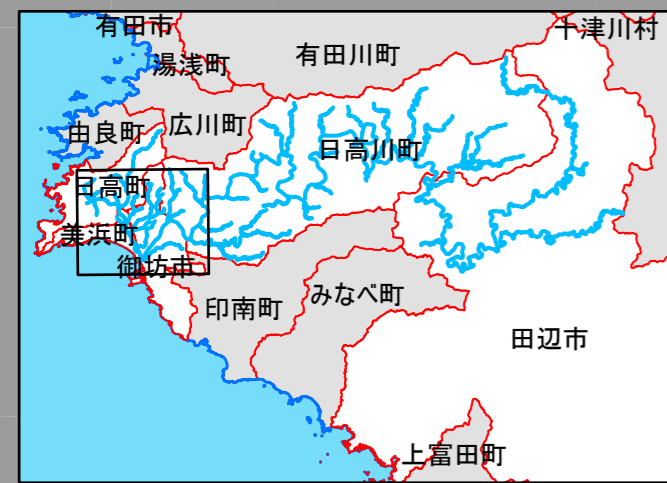 有田市
十津川村
湯浅町
有田川町
由良町
広川町
日高川町
日高町
美浜町
御坊市
印南町
みなべ町
田辺市
上富田町